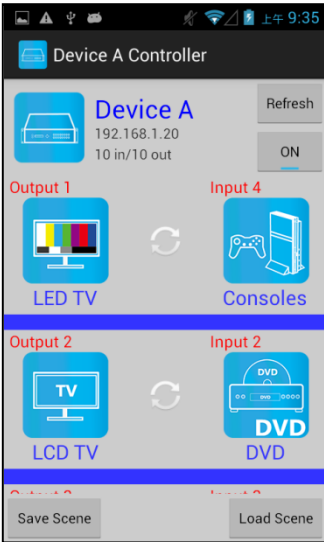 上午 9:35
Device A Controller
Device A
192.168.1.20
10 in/10 out
Refresh
ON
Output 1
Input 4
LED TV
Consoles
Output 2
Input 2
TV
DVD
DVD
DVD
LCD TV
DVD
Save Scene
Load Scene